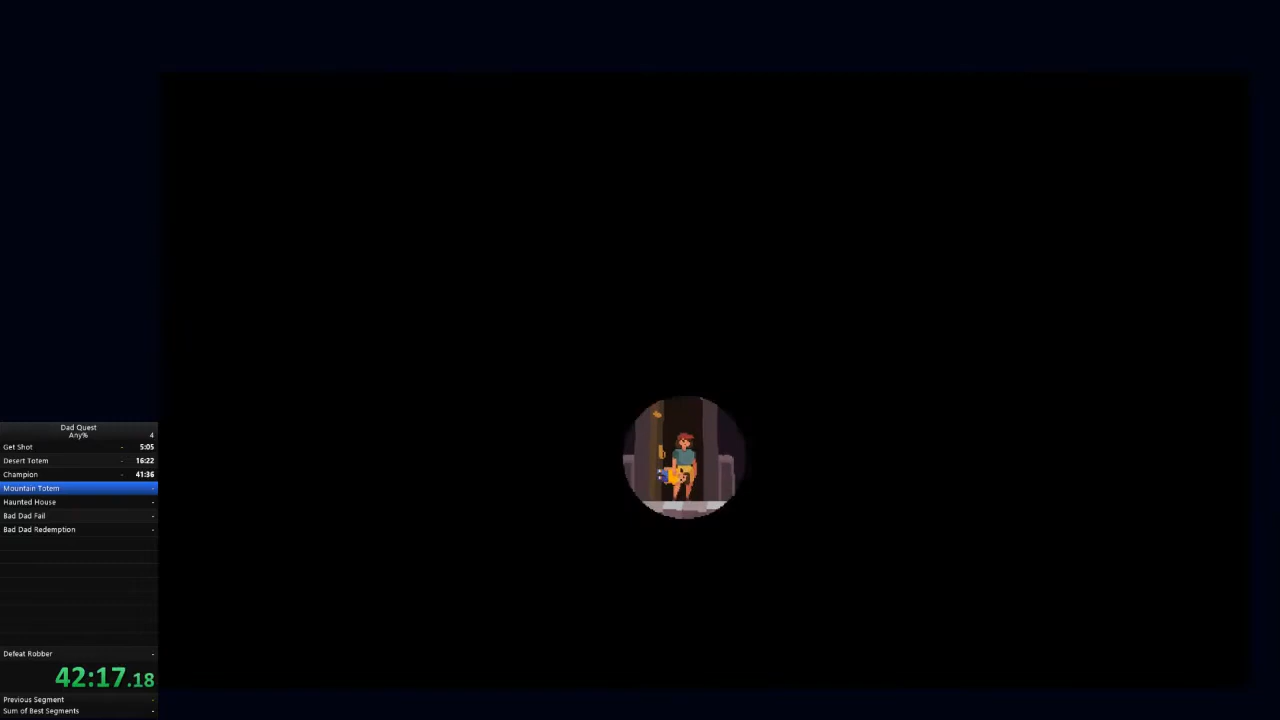 Dad Quest
Any% 4
Get Shot - 5:05
Desert Totem - 16:22
Champion - 41:36
Mountain Totem -
Haunted House -
Bad Dad Fail -
Bad Dad Redemption -
Defeat Robber -
42:17.18
Previous Segment -
Sum of Best Segments -